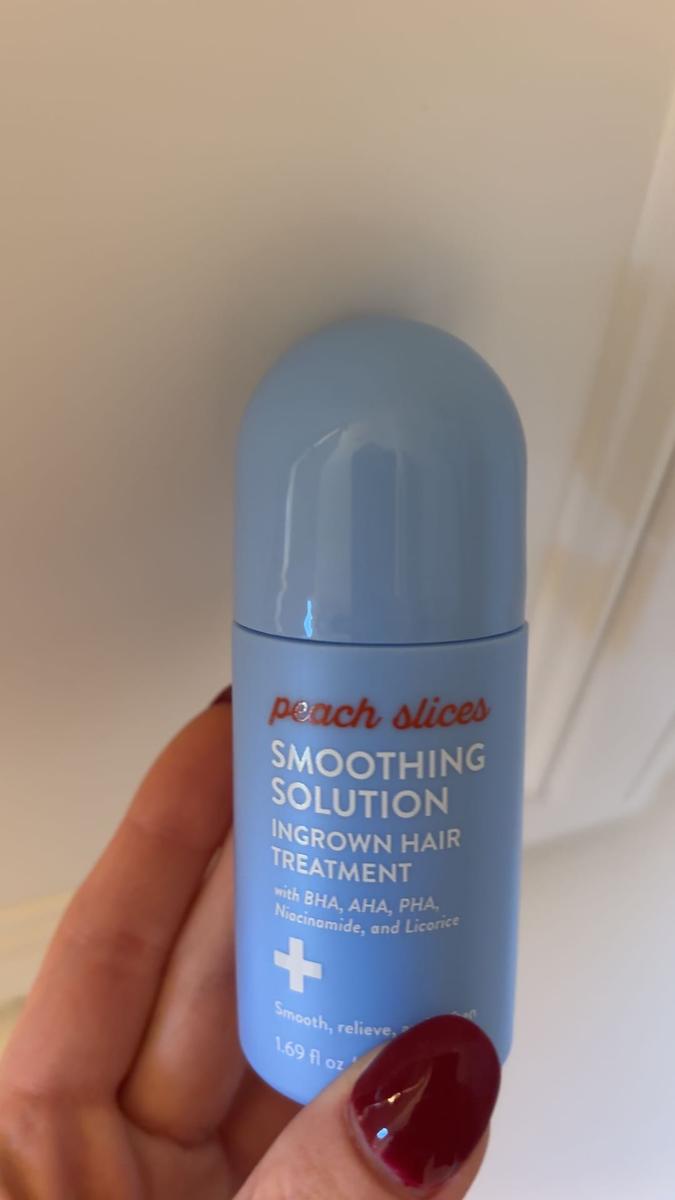 peach slices
SMOOTHING
SOLUTION
INGROWN HAIR
TREATMENT
with BHA, AHA, PHA,
Niacinamide, and Licorice
Smooth, relieve,
1.69 fl oz